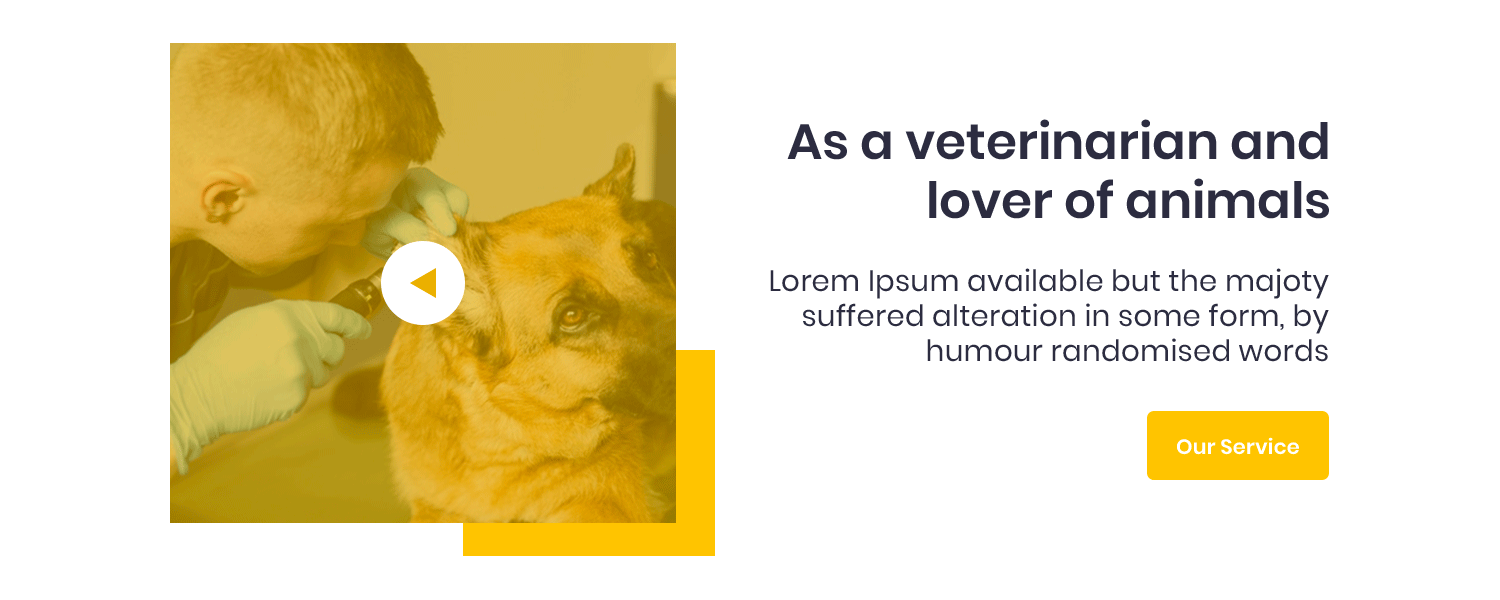 As a veterinarian and
lover of animals
Lorem Ipsum available but the majoty
suffered alteration in some form, by
humour randomised words
Our Service